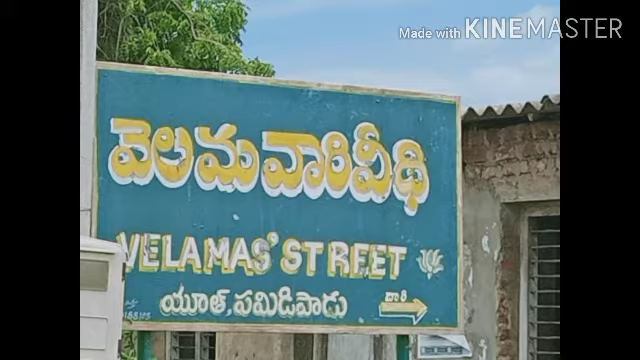 Made with KINEMASTER
వెలమవారివీధి
VELAMAS' STREET
యూత్, పమిడిపాడు
దారి